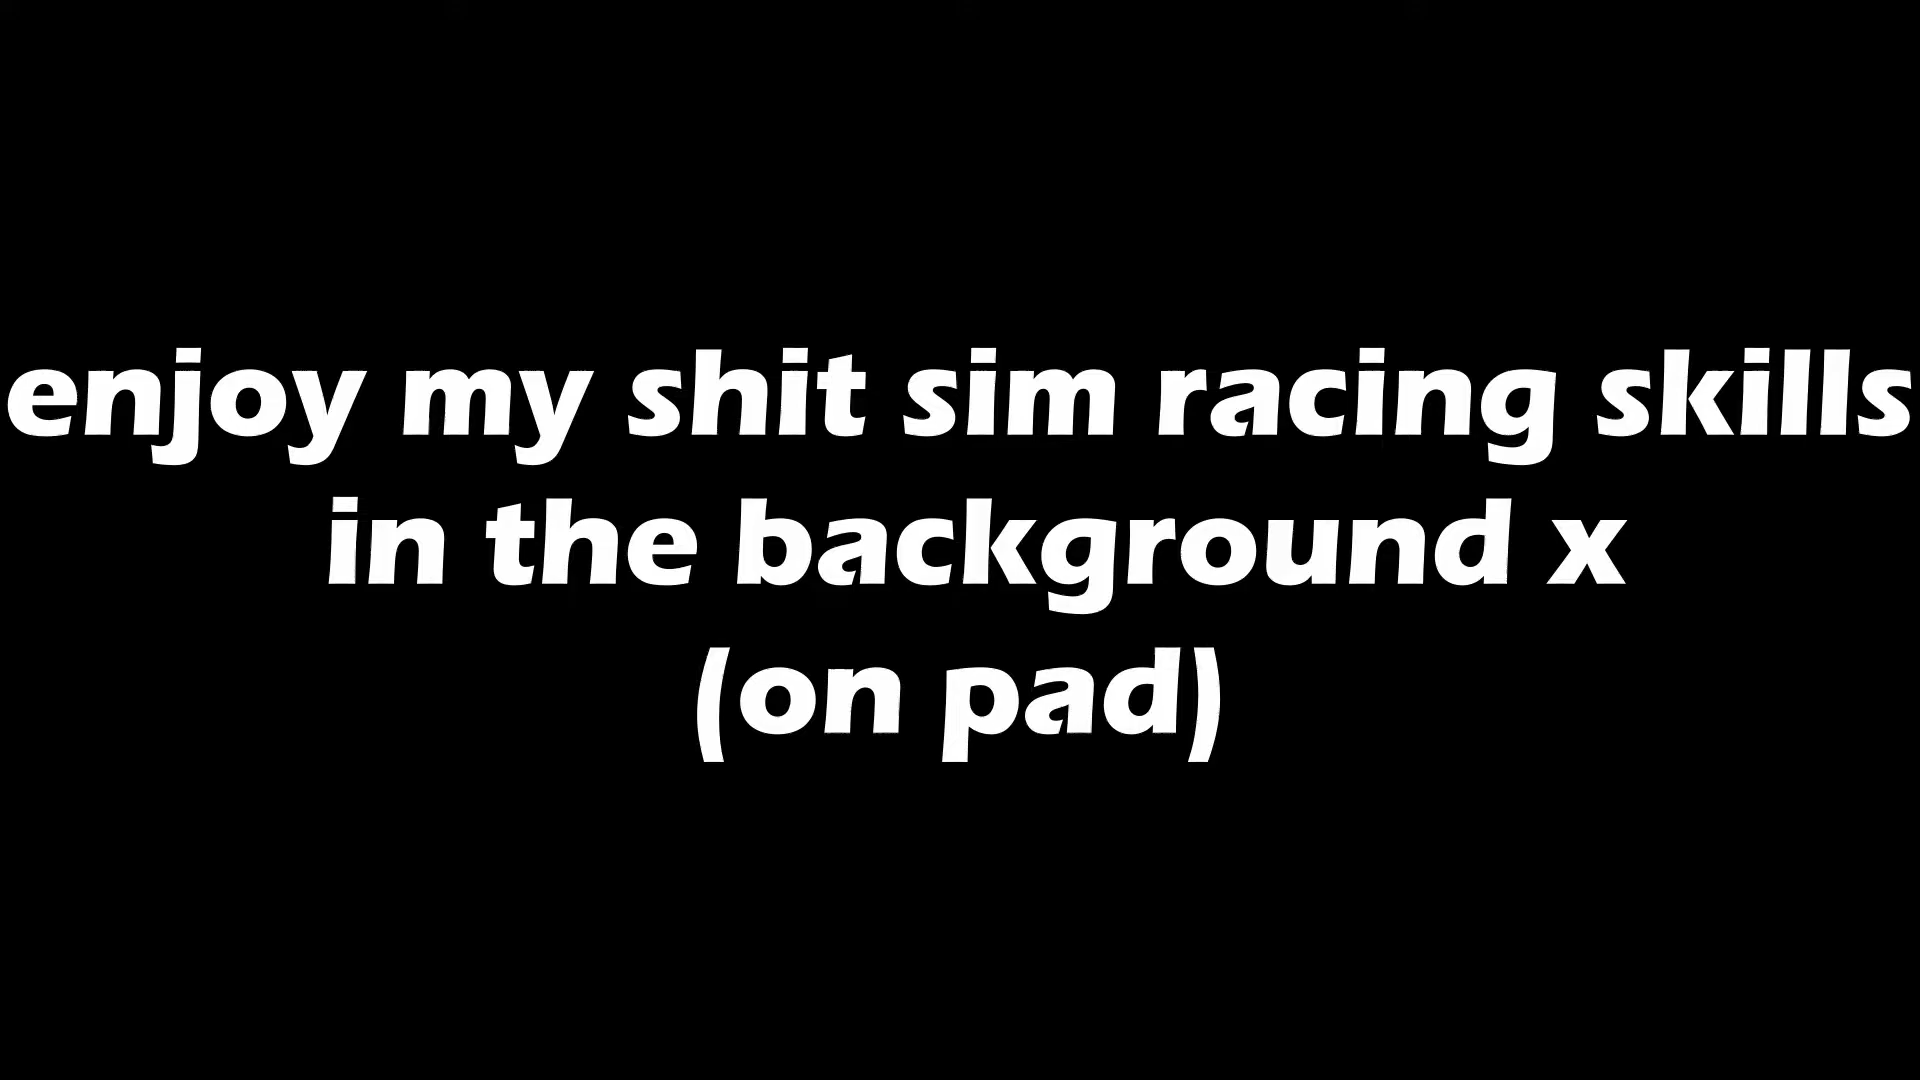 enjoy my shit sim racing skills
in the background x
(on pad)